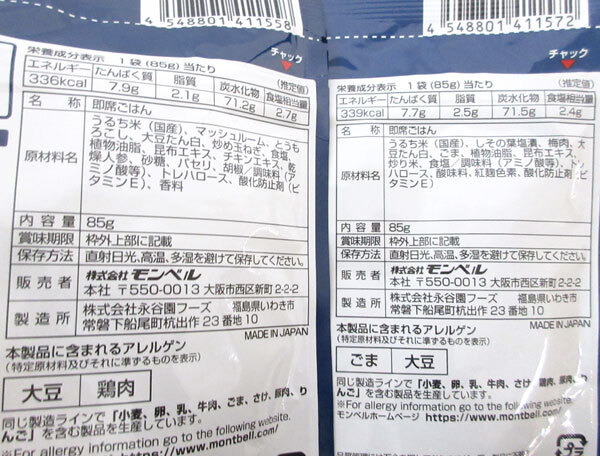 4 548801 411558
チャック
栄養成分表示 1袋(85g)当たり (推定値)
エネルギー たんぱく質 脂質 炭水化物 食塩相当量
336kcal 7.9g 2.1g 71.2g 2.7g
名称 即席ごはん
原材料名 うるち米(国産)、マッシュルーム、とうも
ろこし、大豆たん白、炒め玉ねぎ、食塩、
植物油脂、昆布エキス、チキンエキス、乾
燥人参、砂糖、パセリ、胡椒/調味料(ア
ミノ酸等)、トレハロース、酸化防止剤(ビ
タミンE)、香料
内容量 85g
賞味期限 枠外上部に記載
保存方法 直射日光、高温、多湿を避けて保存してください。
販売者 株式会社モンベル
本社 〒550-0013 大阪市西区新町2-2-2
製造所 株式会社永谷園フーズ 福島県いわき市
常磐下船尾町杭出作23番地10
MADE IN JAPAN
本製品に含まれるアレルゲン
(特定原材料及びそれに準ずるものを表示)
大豆 鶏肉
同じ製造ラインで「小麦、卵、乳、牛肉、ごま、さけ、豚肉、り
んご」を含む製品を生産しています。
※For allergy information go to the following website.
https://www.montbell.com/
4 548801 411572
チャック
栄養成分表示 1袋(85g)当たり (推定値)
エネルギー たんぱく質 脂質 炭水化物 食塩相当量
339kcal 7.7g 2.5g 71.5g 2.4g
名称 即席ごはん
原材料名 うるち米(国産)、しその葉塩漬、梅肉、大
豆たん白、ごま、植物油脂、昆布エキス、
炒り米、食塩/調味料(アミノ酸等)、トレ
ハロース、酸味料、紅麹色素、酸化防止剤(ビ
タミンE)
内容量 85g
賞味期限 枠外上部に記載
保存方法 直射日光、高温、多湿を避けて保存してください。
販売者 株式会社モンベル
本社 〒550-0013 大阪市西区新町2-2-2
製造所 株式会社永谷園フーズ 福島県いわき市
常磐下船尾町杭出作23番地10
MADE IN JAPAN
本製品に含まれるアレルゲン
(特定原材料及びそれに準ずるものを表示)
ごま 大豆
同じ製造ラインで「小麦、卵、乳、牛肉、さけ、鶏肉、豚肉、り
んご」を含む製品を生産しています。
※For allergy information go to the following website.
モンベルホームページ https://www.montbell.com/
プラ